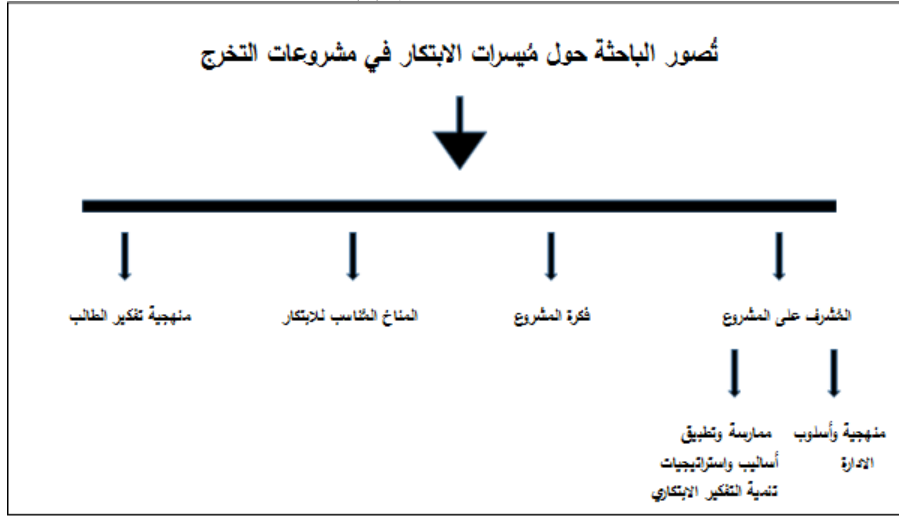 تُصور الباحثة حول مُيسرات الابتكار في مشروعات التخرج
المُشرف على المشروع
فكرة المشروع
المناخ المُناسب للابتكار
منهجية تفكير الطالب
منهجية وأسلوب
الادارة
ممارسة وتطبيق
أساليب واستراتيجيات
تنمية التفكير الابتكاري